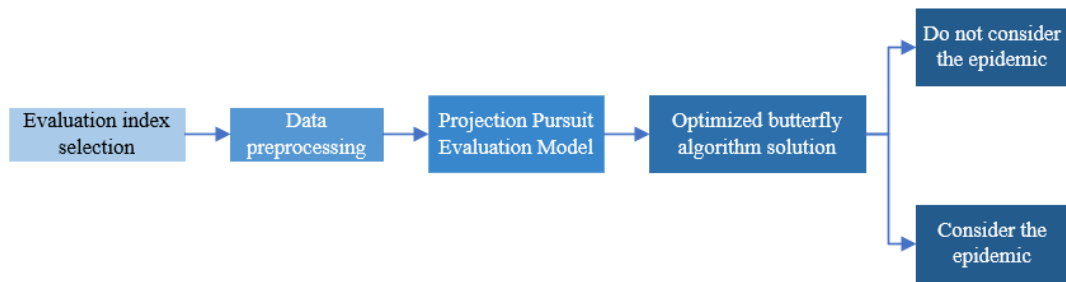 Evaluation index
selection
Data
preprocessing
Projection Pursuit
Evaluation Model
Optimized butterfly
algorithm solution
Do not consider
the epidemic
Consider the
epidemic